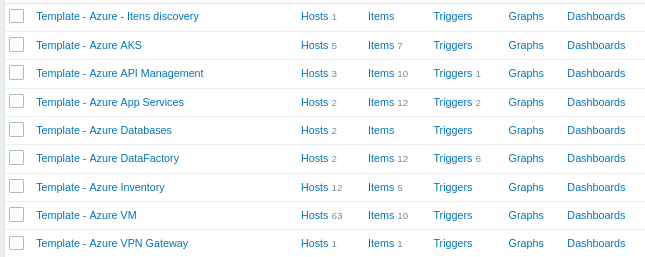 Template - Azure - Itens discovery Hosts 1 Items Triggers Graphs Dashboards
Template - Azure AKS Hosts 5 Items 7 Triggers Graphs Dashboards
Template - Azure API Management Hosts 3 Items 10 Triggers 1 Graphs Dashboards
Template - Azure App Services Hosts 2 Items 12 Triggers 2 Graphs Dashboards
Template - Azure Databases Hosts 2 Items Triggers Graphs Dashboards
Template - Azure DataFactory Hosts 2 Items 12 Triggers 6 Graphs Dashboards
Template - Azure Inventory Hosts 12 Items 5 Triggers Graphs Dashboards
Template - Azure VM Hosts 63 Items 10 Triggers Graphs Dashboards
Template - Azure VPN Gateway Hosts 1 Items 1 Triggers Graphs Dashboards